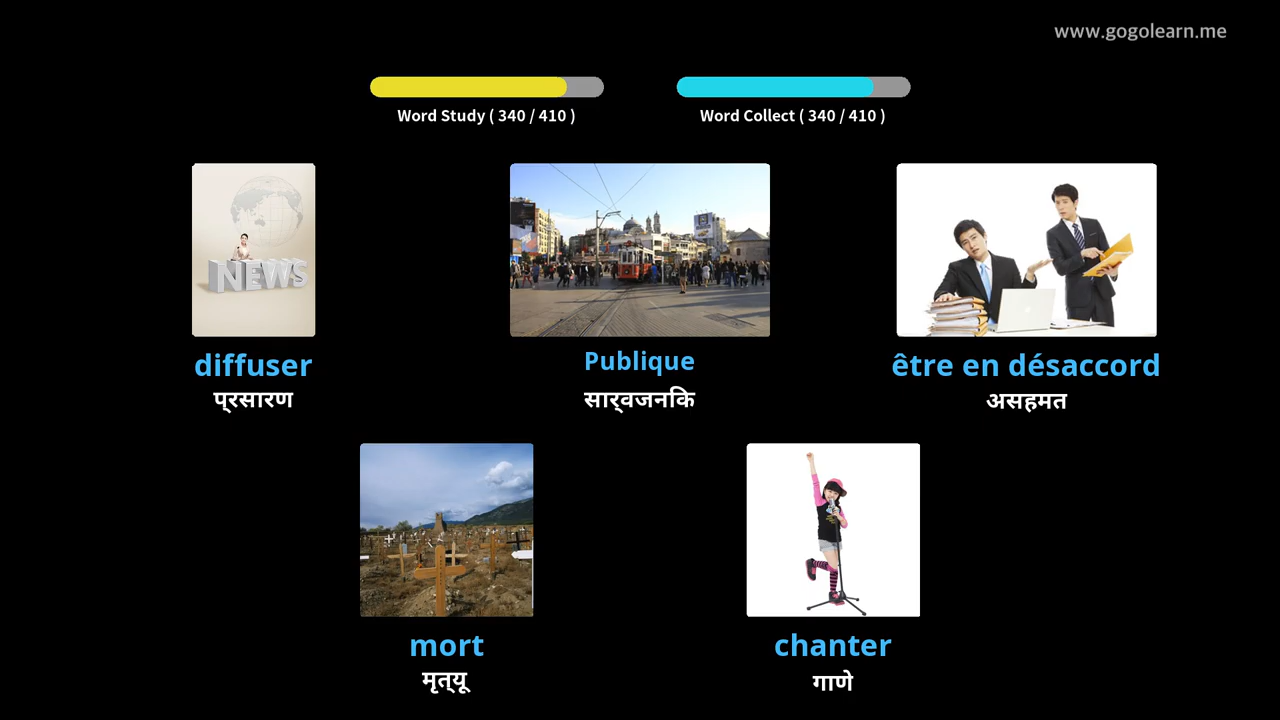 www.gogolearn.me
Word Study ( 340 / 410 )
Word Collect ( 340 / 410 )
NEWS
diffuser
Publique
être en désaccord
प्रसारण
सार्वजनिक
असहमत
mort
chanter
मृत्यू
गाणे